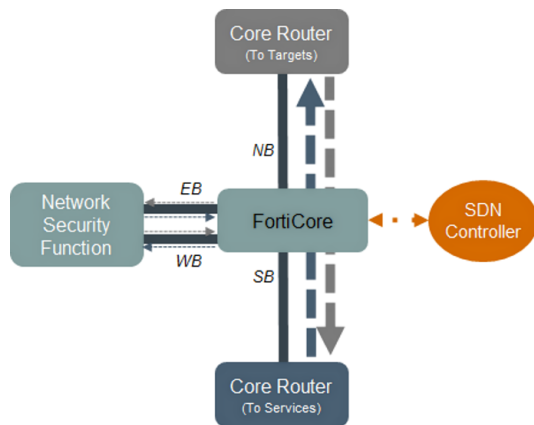 Core Router
(To Targets)
NB
EB
Network
Security
Function
FortiCore
SDN
Controller
WB
SB
Core Router
(To Services)